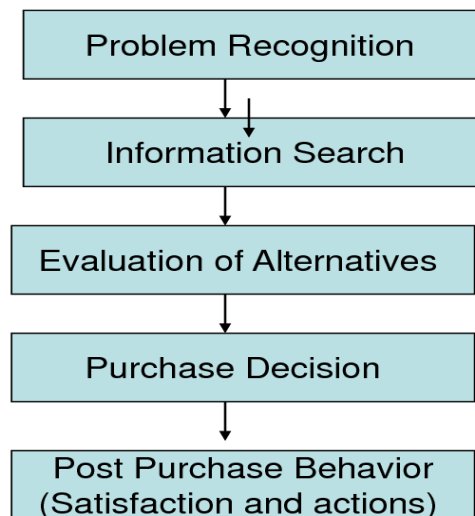 Problem Recognition
Information Search
Evaluation of Alternatives
Purchase Decision
Post Purchase Behavior
(Satisfaction and actions)